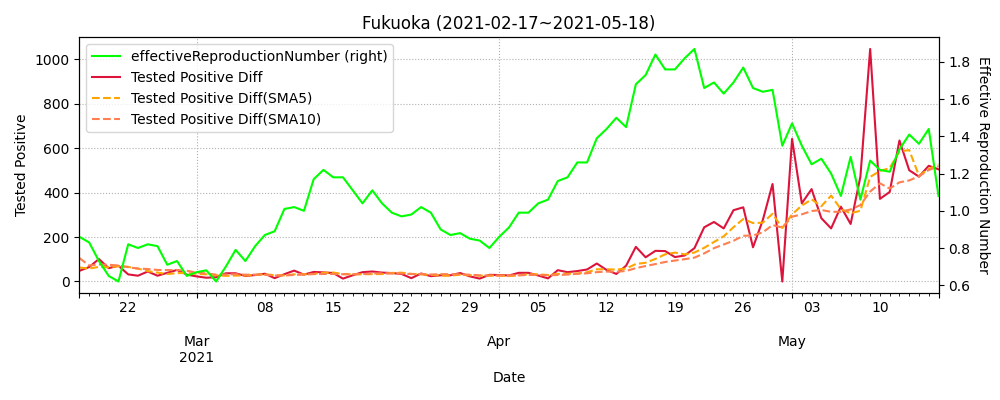 Fukuoka (2021-02-17~2021-05-18)
effectiveReproductionNumber (right)
Tested Positive Diff
Tested Positive Diff(SMA5)
Tested Positive Diff(SMA10)
Tested Positive
1000
800
600
400
200
0
Effective Reproduction Number
1.8
1.6
1.4
1.2
1.0
0.8
0.6
22 08 15 22 29 05 12 19 26 03 10
Mar Apr May
2021
Date